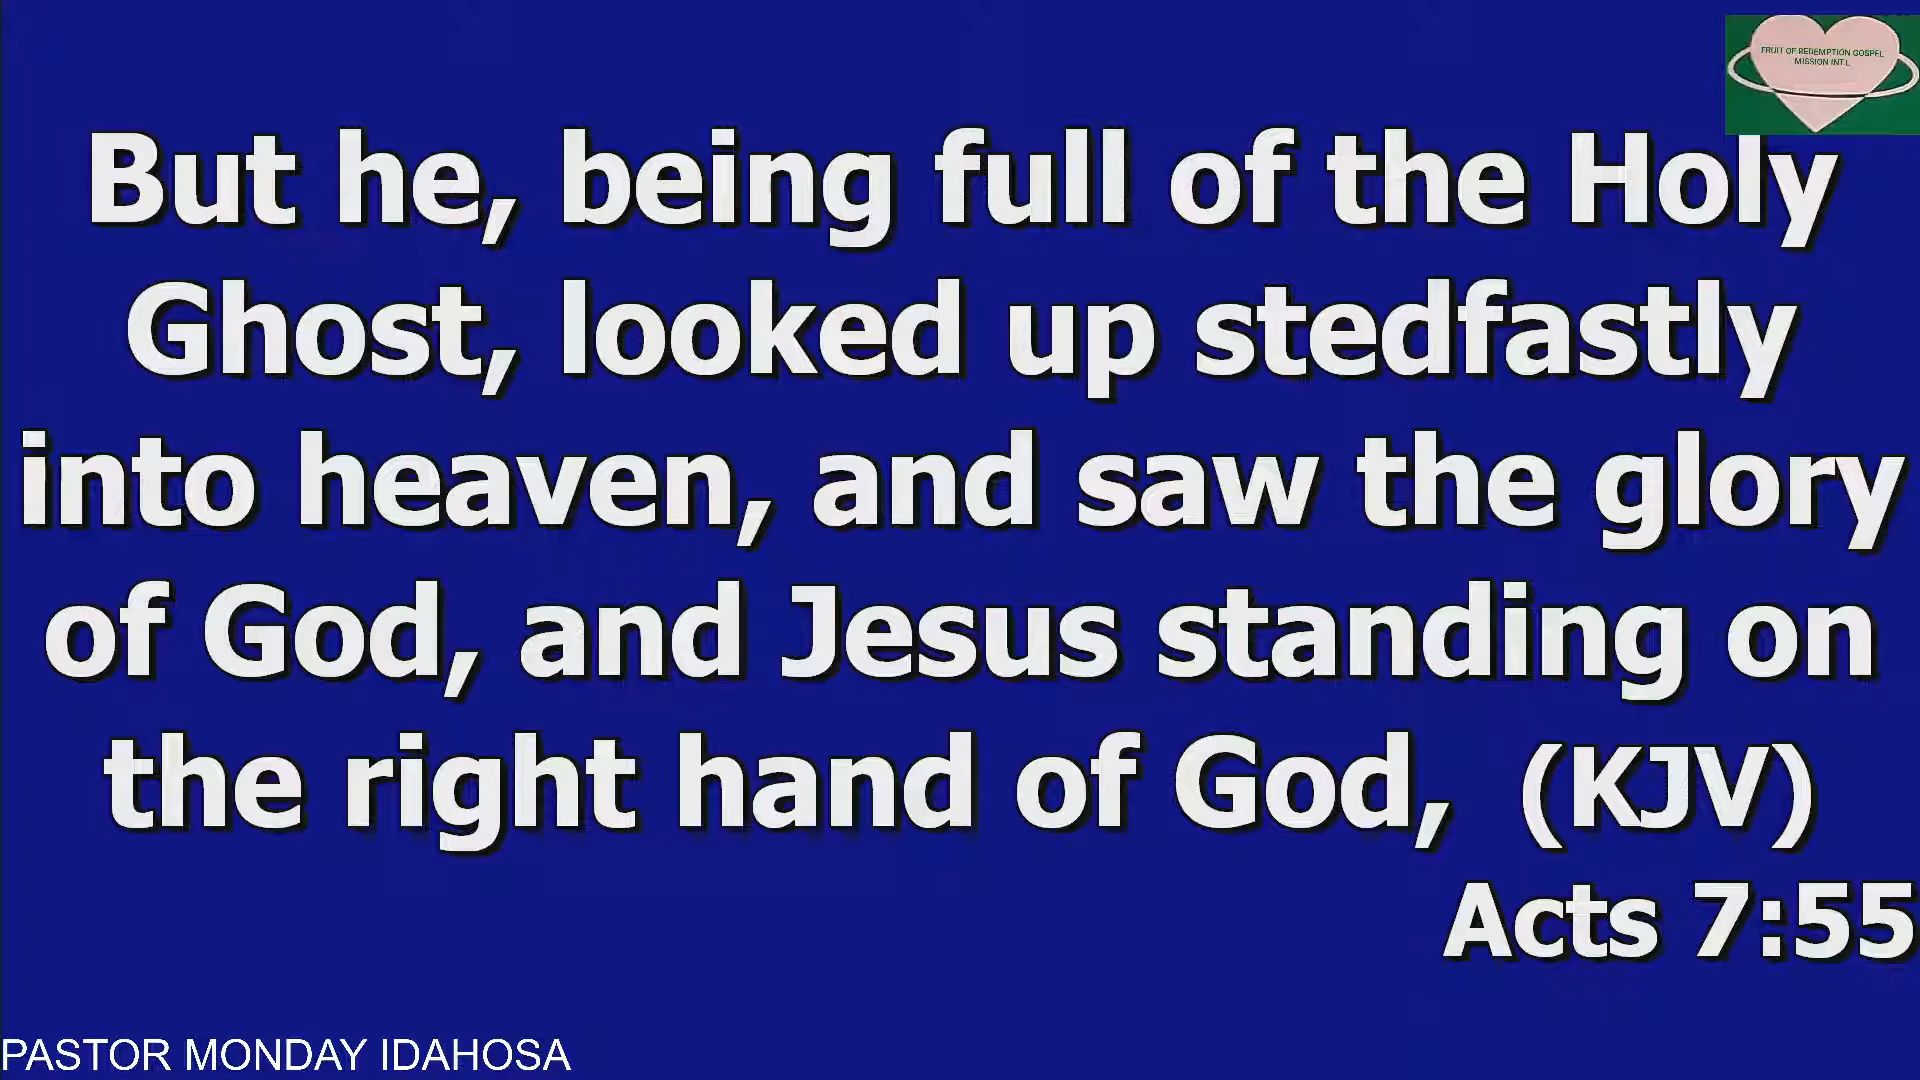 FRUIT OF REDEMPTION GOSPEL
MISSION INT'L
But he, being full of the Holy
Ghost, looked up stedfastly
into heaven, and saw the glory
of God, and Jesus standing on
the right hand of God, (KJV)
Acts 7:55
PASTOR MONDAY IDAHOSA